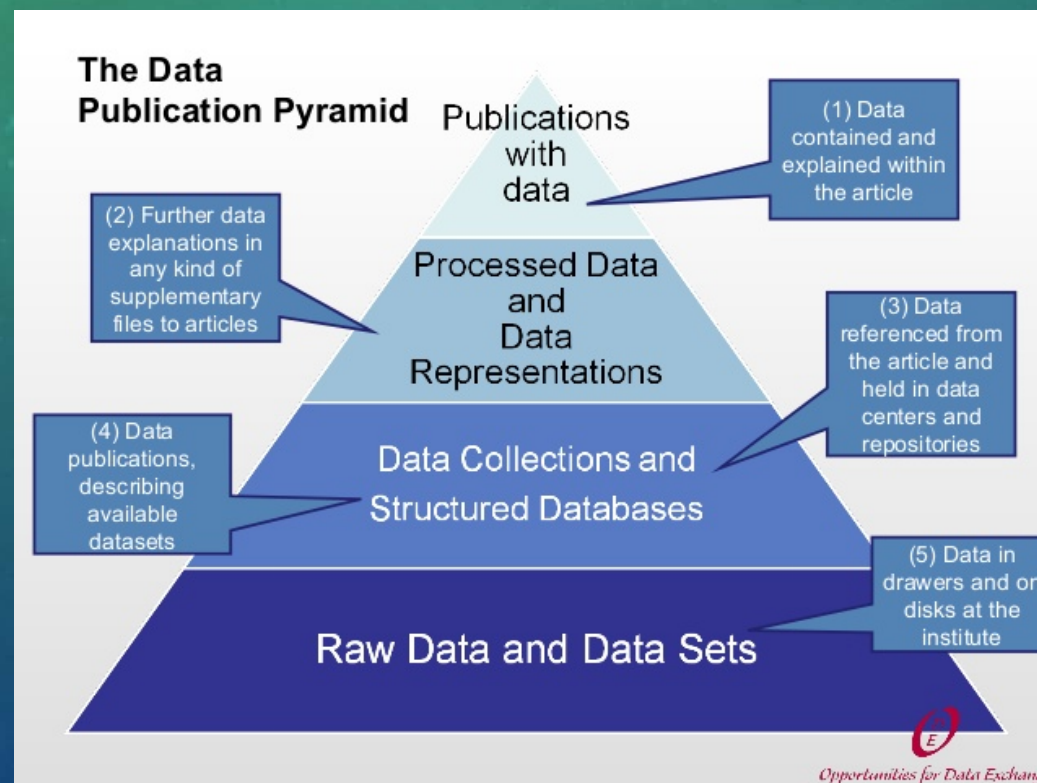 The Data
Publication Pyramid
Publications
with
data
(1) Data
contained and
explained within
the article
(2) Further data
explanations in
any kind of
supplementary
files to articles
Processed Data
and
Data
Representations
(3) Data
referenced from
the article and
held in data
centers and
repositories
(4) Data
publications,
describing
available
datasets
Data Collections and
Structured Databases
(5) Data in
drawers and on
disks at the
institute
Raw Data and Data Sets
Opportunities for Data Exchange